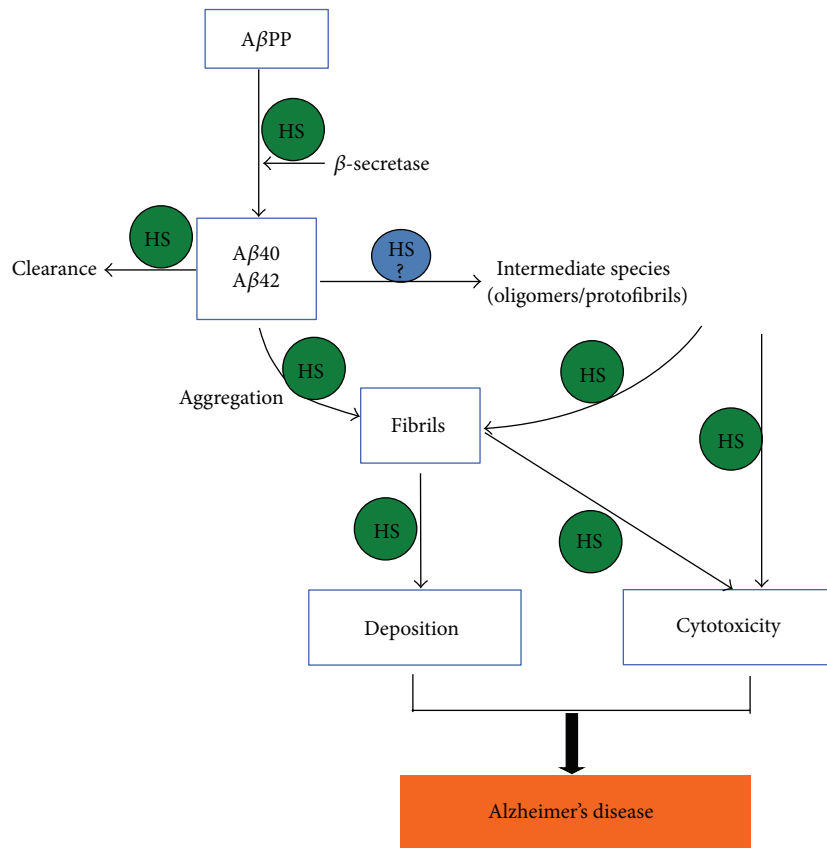 AβPP
HS
β-secretase
HS
Aβ40
Aβ42
HS
?
Clearance
Intermediate species
(oligomers/protofibrils)
HS
HS
Aggregation
Fibrils
HS
HS
HS
Deposition
Cytotoxicity
Alzheimer's disease